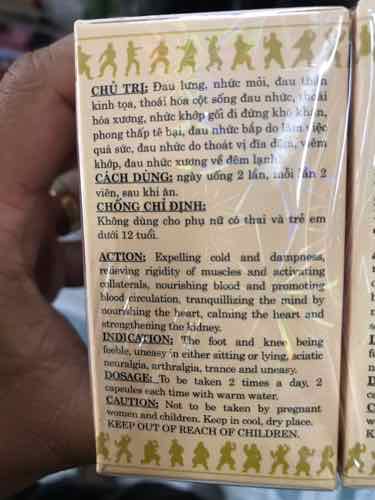 CHỦ TRỊ: Đau lưng, nhức mỏi, đau thần
kinh tọa, thoái hóa cột sống đau nhức, thoái
hóa xương, nhức khớp gối đi đứng khó khăn,
phong thấp tê bại, đau nhức bắp do làm việc
quá sức, đau nhức do thoát vị đĩa đệm, viêm
khớp, đau nhức xương về đêm lạnh.
CÁCH DÙNG: ngày uống 2 lần, mỗi lần 2
viên, sau khi ăn.
CHỐNG CHỈ ĐỊNH:
Không dùng cho phụ nữ có thai và trẻ em
dưới 12 tuổi.
ACTION: Expelling cold and dampness,
relieving rigidity of muscles and activating
collaterals, nourishing blood and promoting
blood circulation, tranquillizing the mind by
nourishing the heart, calming the heart and
strengthening the kidney.
INDICATION: The foot and knee being
feeble, uneasy in either sitting or lying, sciatic
neuralgia, arthralgia, trance and uneasy.
DOSAGE: To be taken 2 times a day, 2
capsules each time with warm water.
CAUTION: Not to be taken by pregnant
women and children. Keep in cool, dry place.
KEEP OUT OF REACH OF CHILDREN.